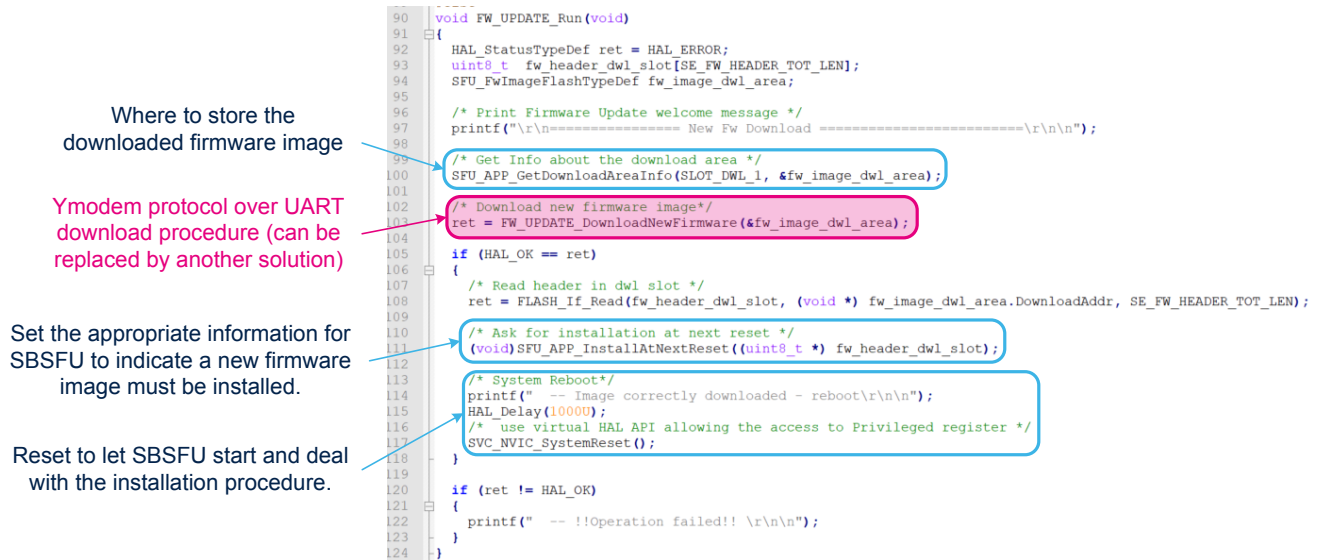 90 void FW_UPDATE_Run(void)
91 {
92 HAL_StatusTypeDef ret = HAL_ERROR;
93 uint8_t  fw_header_dwl_slot[SE_FW_HEADER_TOT_LEN];
94 SFU_FwImageFlashTypeDef fw_image_dwl_area;
95
96 /* Print Firmware Update welcome message */
97 printf("\r\n================ New Fw Download =========================\r\n\n");
98
Where to store the
downloaded firmware image
99 /* Get Info about the download area */
100 SFU_APP_GetDownloadAreaInfo(SLOT_DWL_1, &fw_image_dwl_area);
101
Ymodem protocol over UART
download procedure (can be
replaced by another solution)
102 /* Download new firmware image*/
103 ret = FW_UPDATE_DownloadNewFirmware(&fw_image_dwl_area);
104
105 if (HAL_OK == ret)
106 {
107 /* Read header in dwl slot */
108 ret = FLASH_If_Read(fw_header_dwl_slot, (void *) fw_image_dwl_area.DownloadAddr, SE_FW_HEADER_TOT_LEN);
109
Set the appropriate information for
SBSFU to indicate a new firmware
image must be installed.
110 /* Ask for installation at next reset */
111 (void)SFU_APP_InstallAtNextReset((uint8_t *) fw_header_dwl_slot);
112
Reset to let SBSFU start and deal
with the installation procedure.
113 /* System Reboot*/
114 printf("  -- Image correctly downloaded - reboot\r\n\n");
115 HAL_Delay(1000U);
116 /*  use virtual HAL API allowing the access to Privileged register */
117 SVC_NVIC_SystemReset();
118 }
119
120 if (ret != HAL_OK)
121 {
122 printf("  -- !!Operation failed!! \r\n\n");
123 }
124 }